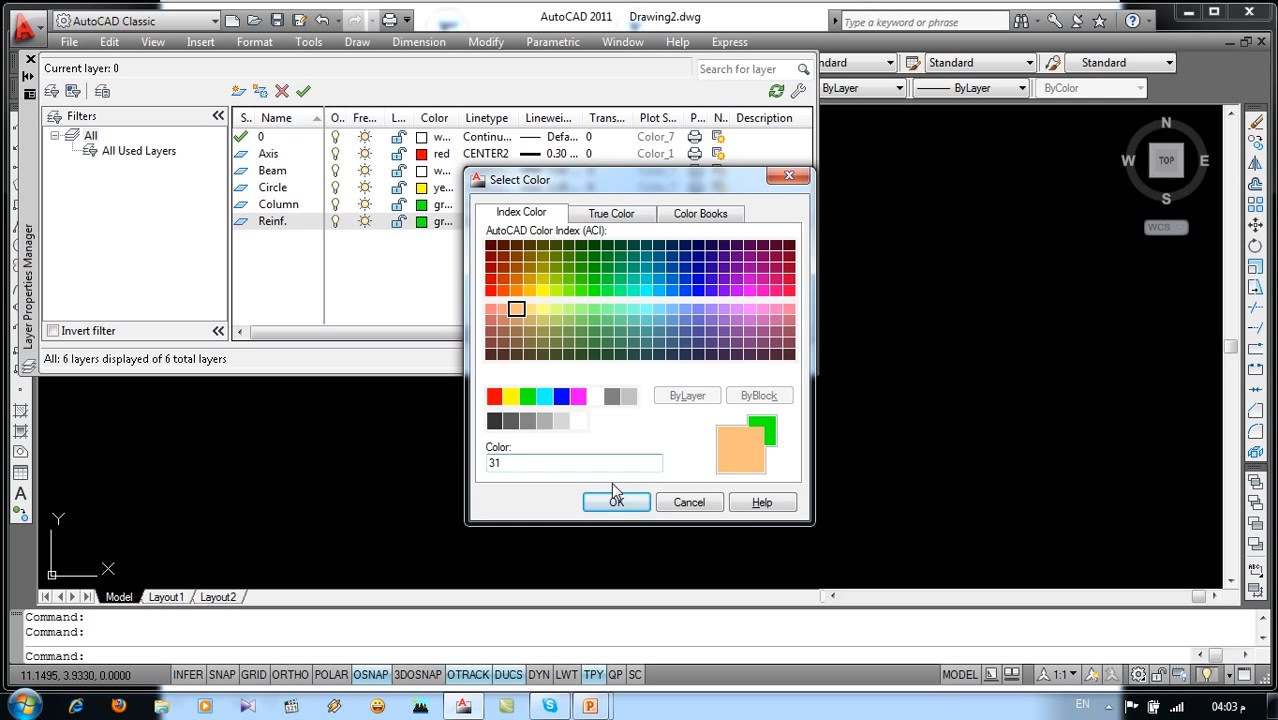 AutoCAD Classic
AutoCAD 2011 Drawing2.dwg
Type a keyword or phrase
File Edit View Insert Format Tools Draw Dimension Modify Parametric Window Help Express
Current layer: 0
Search for layer
ndard Standard Standard
ByLayer ByLayer ByColor
Filters
S.. Name O.. Fre... L... Color Linetype Linewei... Trans... Plot S... P... N.. Description
All
All Used Layers
0 w... Continu... Defa... 0 Color_7
Axis red CENTER2 0.30 ... 0 Color_1
Beam w...
Circle ye...
Column gr...
Reinf. gr...
Layer Properties Manager
Invert filter
All: 6 layers displayed of 6 total layers
Select Color
Index Color True Color Color Books
AutoCAD Color Index (ACI):
ByLayer ByBlock
Color:
31
OK Cancel Help
N
W TOP E
S
WCS
A
Y
X
Model Layout1 Layout2
Command:
Command:
Command:
11.1495, 3.9330, 0.0000 INFER SNAP GRID ORTHO POLAR OSNAP 3DOSNAP OTRACK DUCS DYN LWT TPY QP SC MODEL 1:1
EN 04:03 م